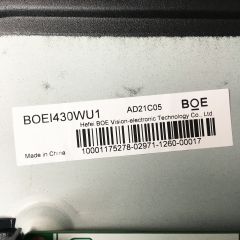 BOEI430WU1 AD21C05 BOE
Hefei BOE Vision-electronic Technology Co., Ltd
Made in China 10001175278-02971-1260-00017